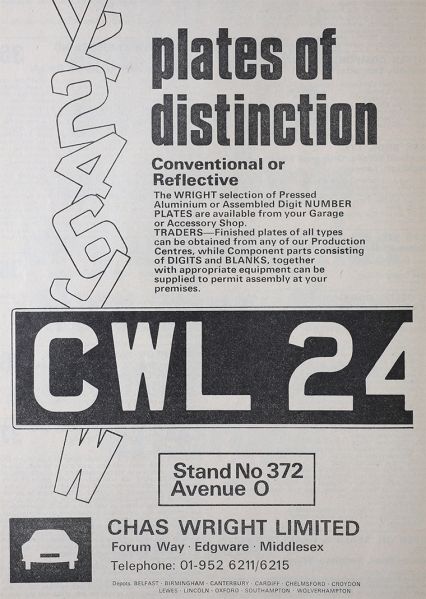 plates of
distinction
Conventional or
Reflective
The WRIGHT selection of Pressed
Aluminium or Assembled Digit NUMBER
PLATES are available from your Garage
or Accessory Shop.
TRADERS—Finished plates of all types
can be obtained from any of our Production
Centres, while Component parts consisting
of DIGITS and BLANKS, together
with appropriate equipment can be
supplied to permit assembly at your
premises.
CWL 24
W
Stand No 372
Avenue O
CHAS WRIGHT LIMITED
Forum Way · Edgware · Middlesex
Telephone: 01-952 6211/6215
Depots. BELFAST · BIRMINGHAM · CANTERBURY · CARDIFF · CHELMSFORD · CROYDON
LEWES · LINCOLN · OXFORD · SOUTHAMPTON · WOLVERHAMPTON